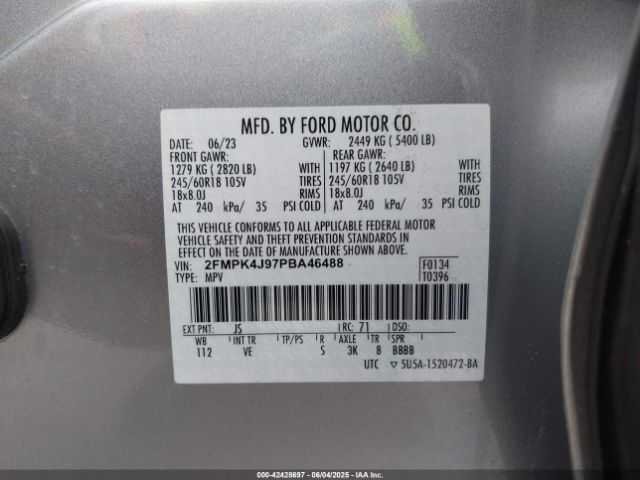 MFD. BY FORD MOTOR CO.
DATE: 06/23 GVWR: 2449 KG ( 5400 LB)
FRONT GAWR: REAR GAWR:
1279 KG ( 2820 LB) WITH 1197 KG ( 2640 LB) WITH
245/60R18 105V TIRES 245/60R18 105V TIRES
18x8.0J RIMS 18x8.0J RIMS
AT 240 kPa/ 35 PSI COLD AT 240 kPa/ 35 PSI COLD
THIS VEHICLE CONFORMS TO ALL APPLICABLE FEDERAL MOTOR
VEHICLE SAFETY AND THEFT PREVENTION STANDARDS IN
EFFECT ON THE DATE OF MANUFACTURE SHOWN ABOVE.
VIN: 2FMPK4J97PBA46488 F0134
TYPE: MPV T0396
EXT PNT: JS RC: 71 DSO:
WB INT TR TP/PS R AXLE TR SPR
112 VE S 3K 8 BBBB
UTC ▽ 5U5A-1520472-BA
000-42428697 - 06/04/2025 - IAAI.com